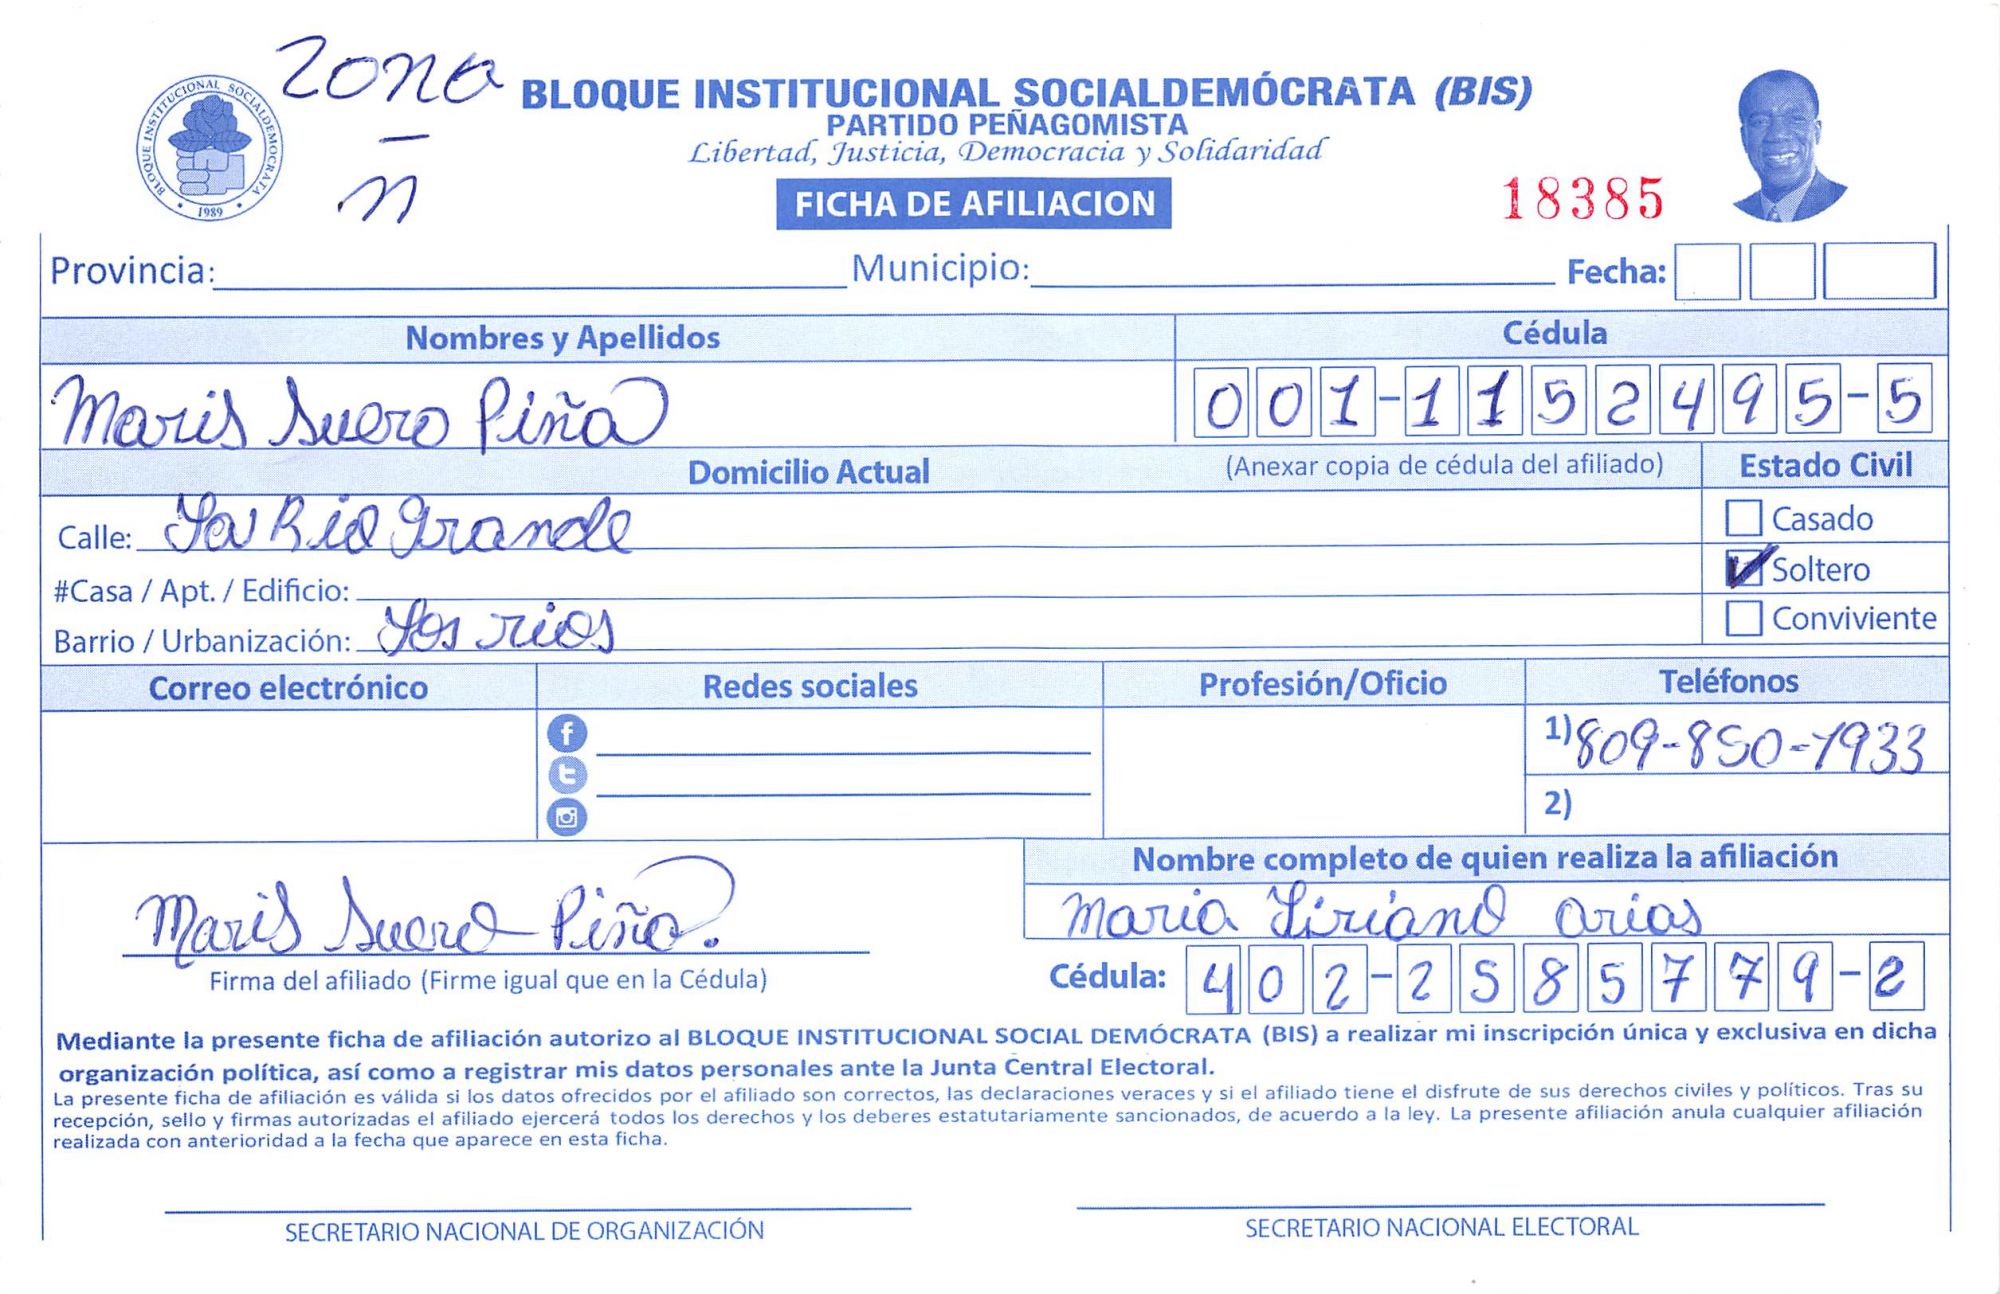 zona
-
n
BLOQUE INSTITUCIONAL SOCIALDEMOCRATA
1989
BLOQUE INSTITUCIONAL SOCIALDEMÓCRATA (BIS)
PARTIDO PEÑAGOMISTA
Libertad, Justicia, Democracia y Solidaridad
FICHA DE AFILIACION
18385
Provincia: Municipio: Fecha:
Nombres y Apellidos Cédula
Maris Suero Piña 001-1152495-5
Domicilio Actual (Anexar copia de cédula del afiliado) Estado Civil
Calle: La Rio Grande Casado
#Casa / Apt. / Edificio: Soltero
Barrio / Urbanización: Los rios Conviviente
Correo electrónico Redes sociales Profesión/Oficio Teléfonos
1) 809-850-1933
2)
Nombre completo de quien realiza la afiliación
Maris Suero Piña. Maria Liriano arias
Firma del afiliado (Firme igual que en la Cédula) Cédula: 402-2585779-2
Mediante la presente ficha de afiliación autorizo al BLOQUE INSTITUCIONAL SOCIAL DEMÓCRATA (BIS) a realizar mi inscripción única y exclusiva en dicha
organización política, así como a registrar mis datos personales ante la Junta Central Electoral.
La presente ficha de afiliación es válida si los datos ofrecidos por el afiliado son correctos, las declaraciones veraces y si el afiliado tiene el disfrute de sus derechos civiles y políticos. Tras su
recepción, sello y firmas autorizadas el afiliado ejercerá todos los derechos y los deberes estatutariamente sancionados, de acuerdo a la ley. La presente afiliación anula cualquier afiliación
realizada con anterioridad a la fecha que aparece en esta ficha.
SECRETARIO NACIONAL DE ORGANIZACIÓN SECRETARIO NACIONAL ELECTORAL